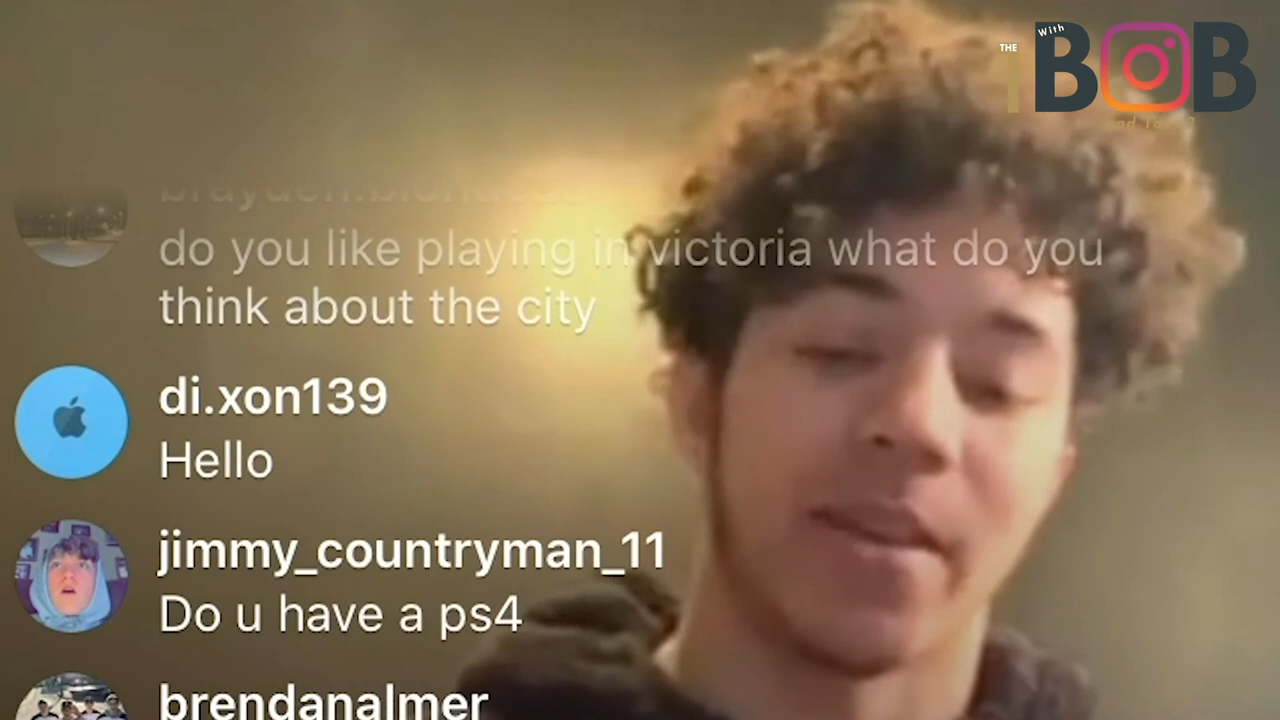 THE
With
BOB
do you like playing in victoria what do you
think about the city
di.xon139
Hello
jimmy_countryman_11
Do u have a ps4
brendanalmer